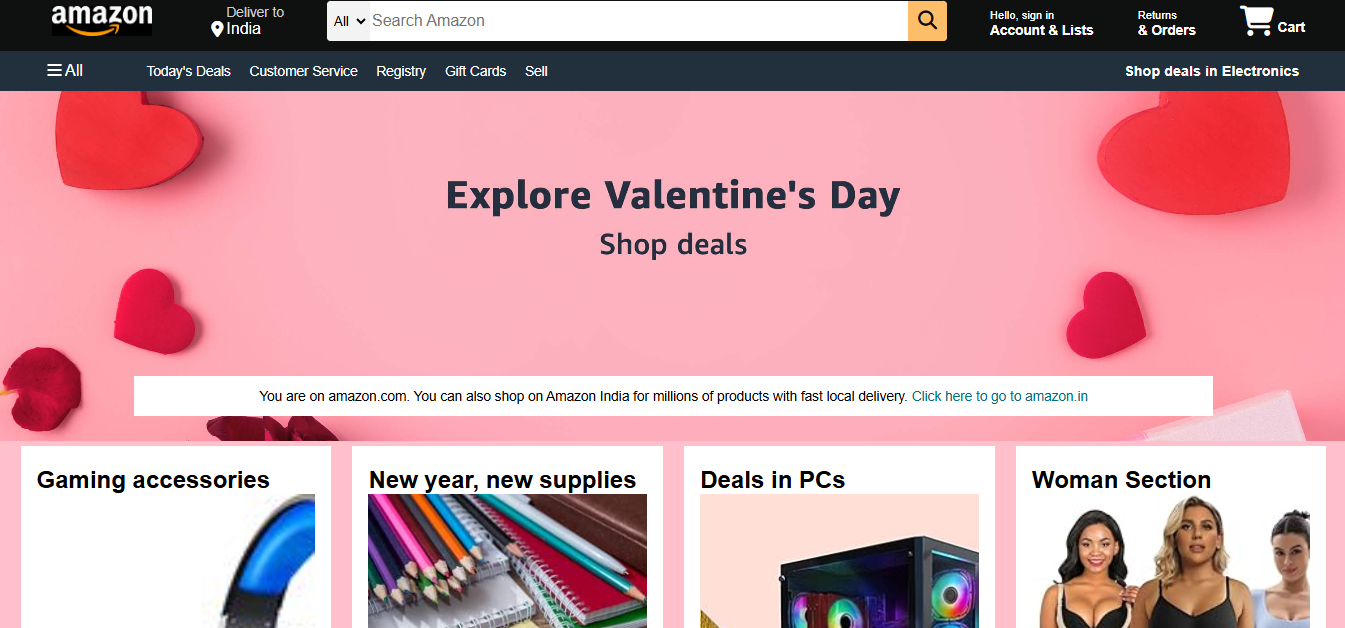 amazon
Deliver to
India
All
Search Amazon
Hello, sign in
Account & Lists
Returns
& Orders
Cart
All
Today's Deals
Customer Service
Registry
Gift Cards
Sell
Shop deals in Electronics
Explore Valentine's Day
Shop deals
You are on amazon.com. You can also shop on Amazon India for millions of products with fast local delivery. Click here to go to amazon.in
Gaming accessories
New year, new supplies
Deals in PCs
Woman Section